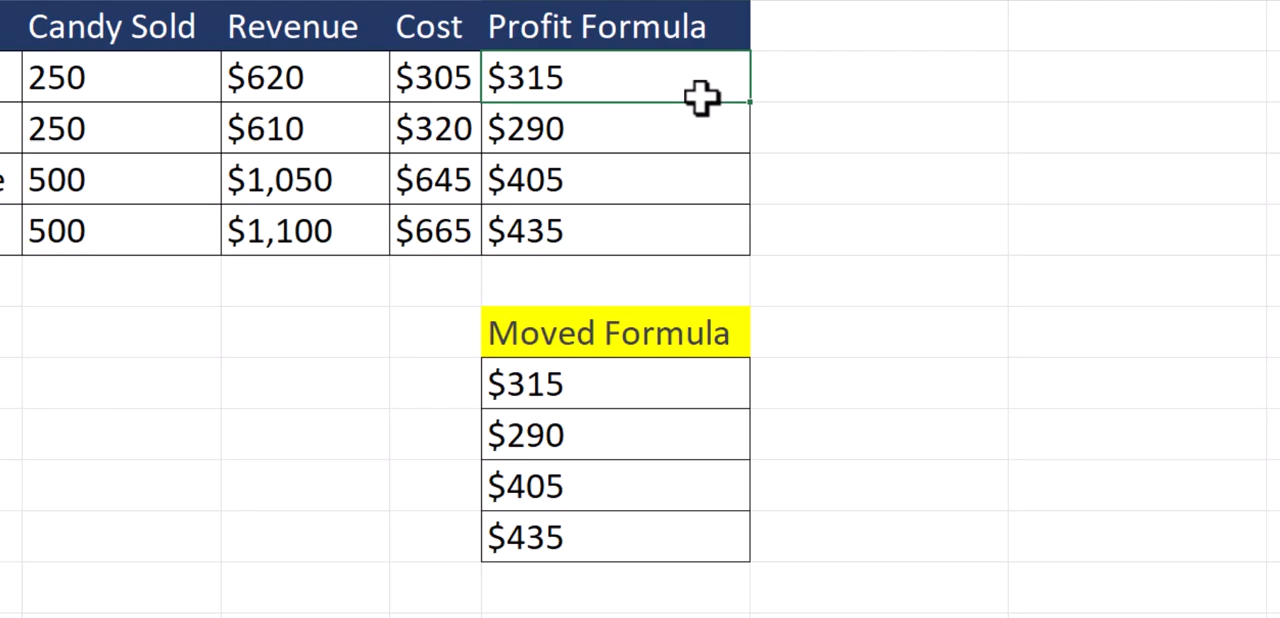 Candy Sold Revenue Cost Profit Formula
250 $620 $305 $315
250 $610 $320 $290
e 500 $1,050 $645 $405
500 $1,100 $665 $435
Moved Formula
$315
$290
$405
$435